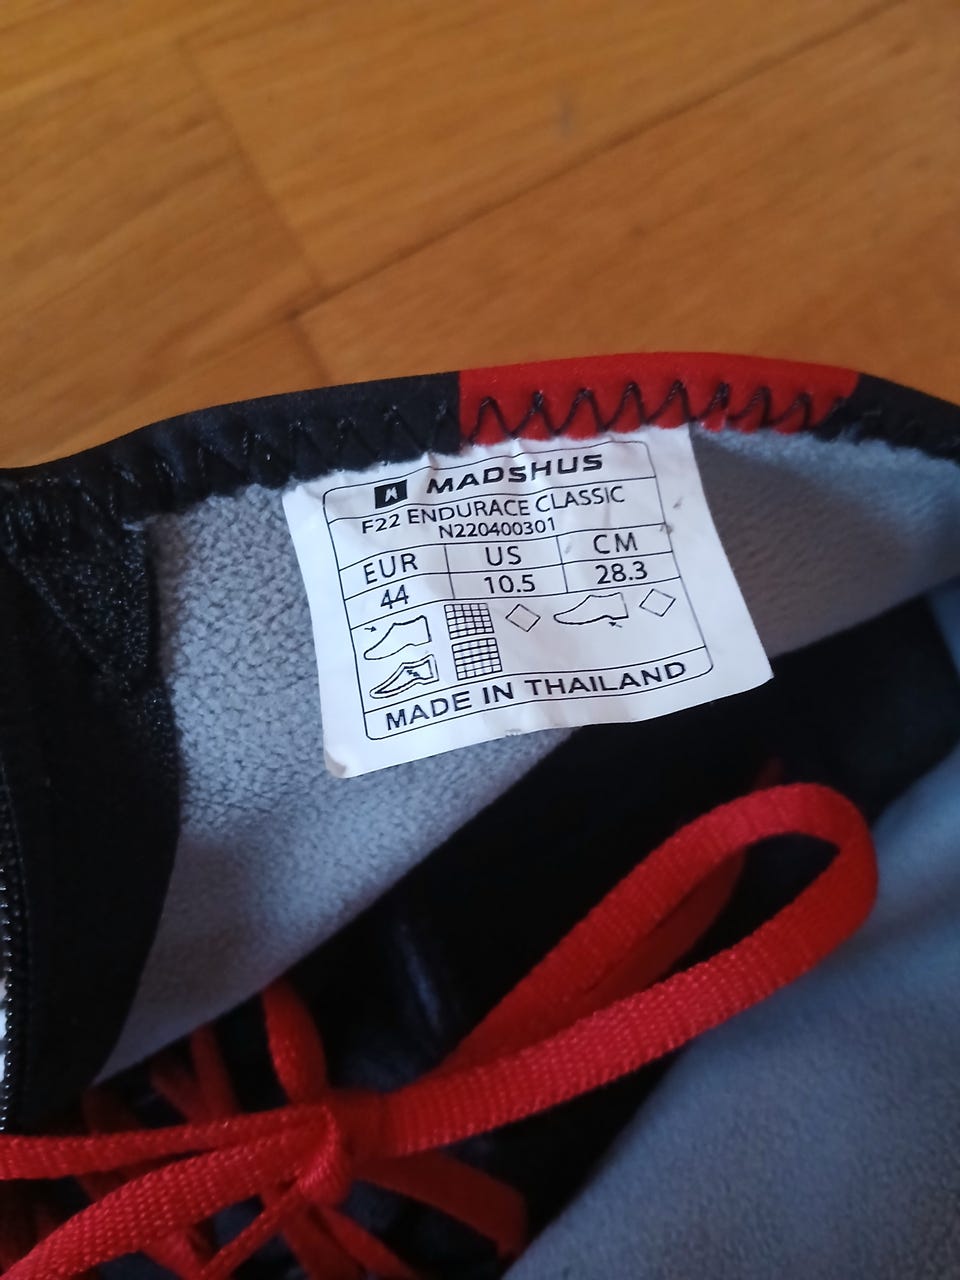 MADSHUS
F22 ENDURACE CLASSIC
N220400301
EUR US CM
44 10.5 28.3
MADE IN THAILAND